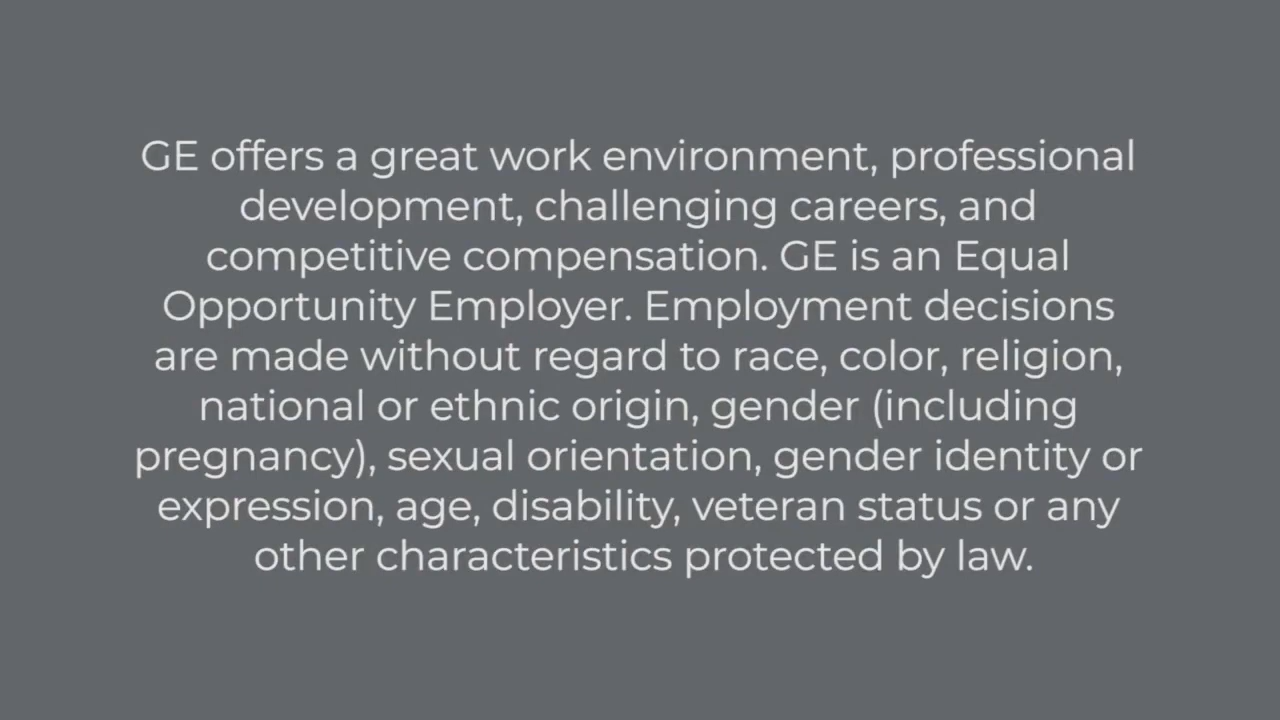 GE offers a great work environment, professional
development, challenging careers, and
competitive compensation. GE is an Equal
Opportunity Employer. Employment decisions
are made without regard to race, color, religion,
national or ethnic origin, gender (including
pregnancy), sexual orientation, gender identity or
expression, age, disability, veteran status or any
other characteristics protected by law.